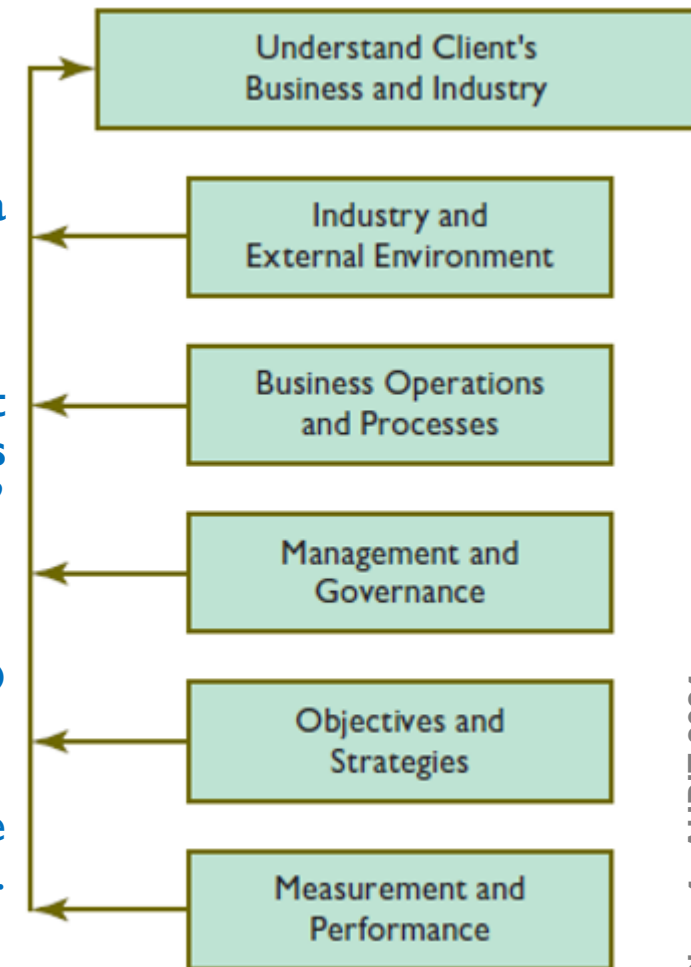 Understand Client's
Business and Industry
Industry and
External Environment
Business Operations
and Processes
Management and
Governance
Objectives and
Strategies
Measurement and
Performance